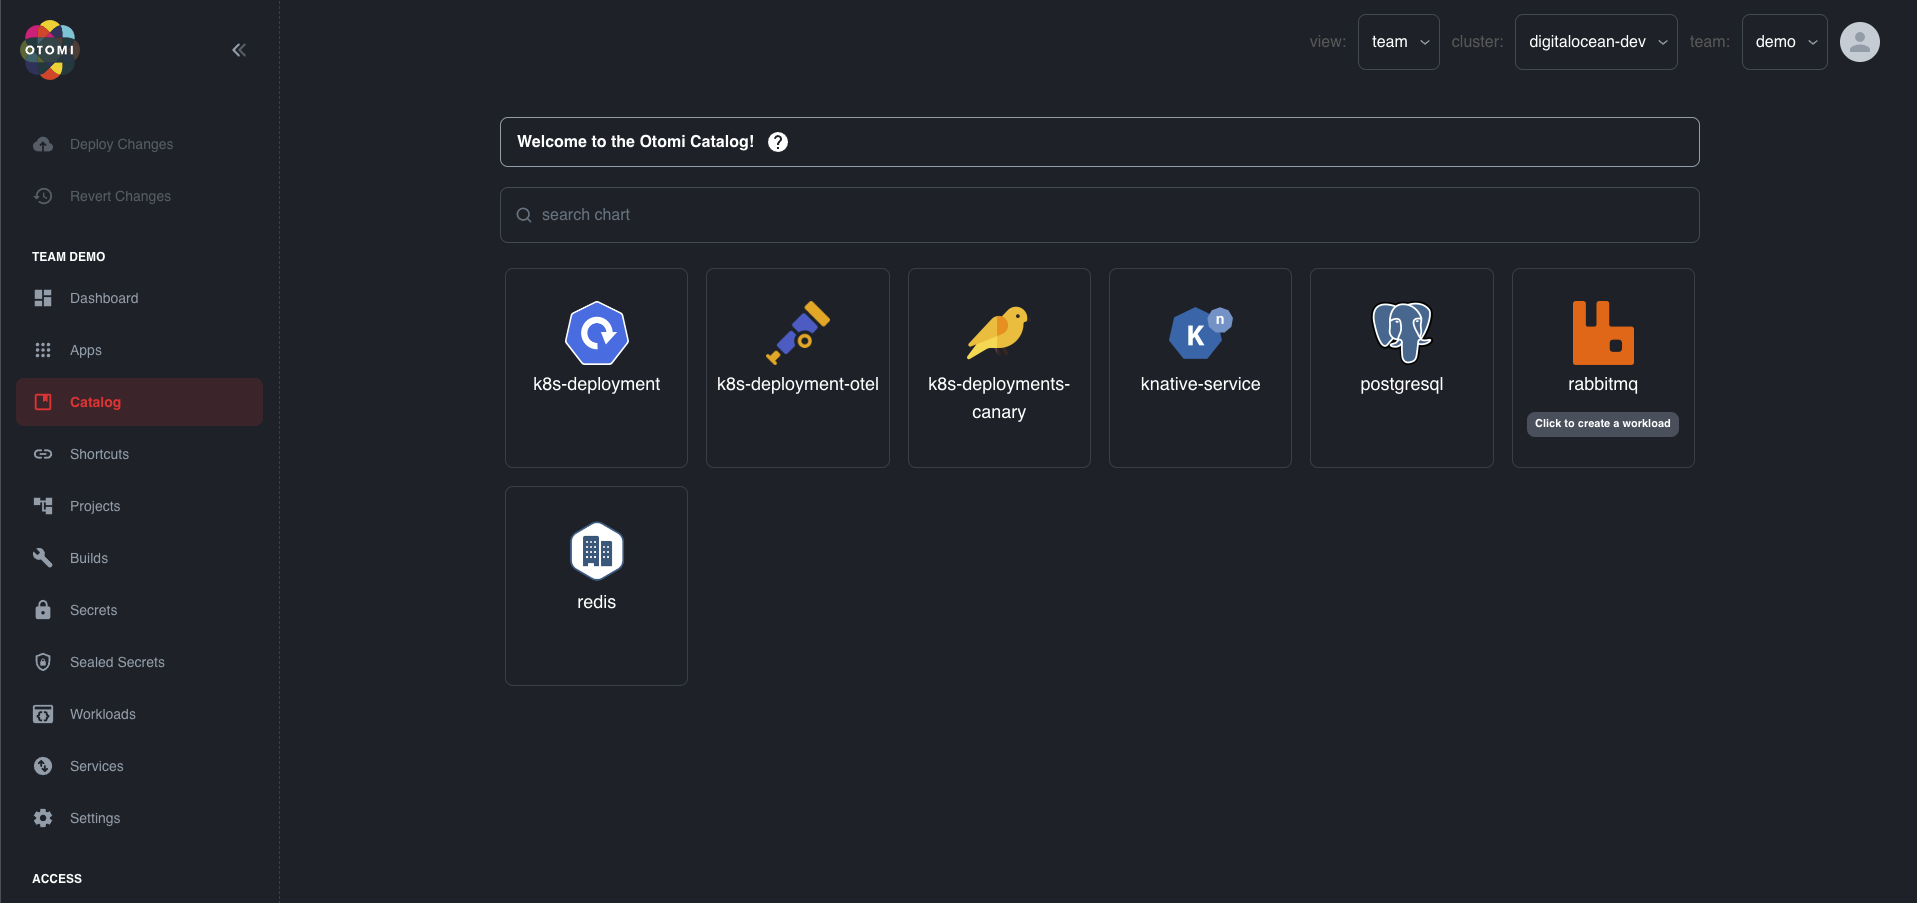 OTOMI
view:
team
cluster:
digitalocean-dev
team:
demo
Deploy Changes
Revert Changes
TEAM DEMO
Dashboard
Apps
Catalog
Shortcuts
Projects
Builds
Secrets
Sealed Secrets
Workloads
Services
Settings
ACCESS
Welcome to the Otomi Catalog! ?
search chart
k8s-deployment
k8s-deployment-otel
k8s-deployments-
canary
K n
knative-service
postgresql
rabbitmq
Click to create a workload
redis